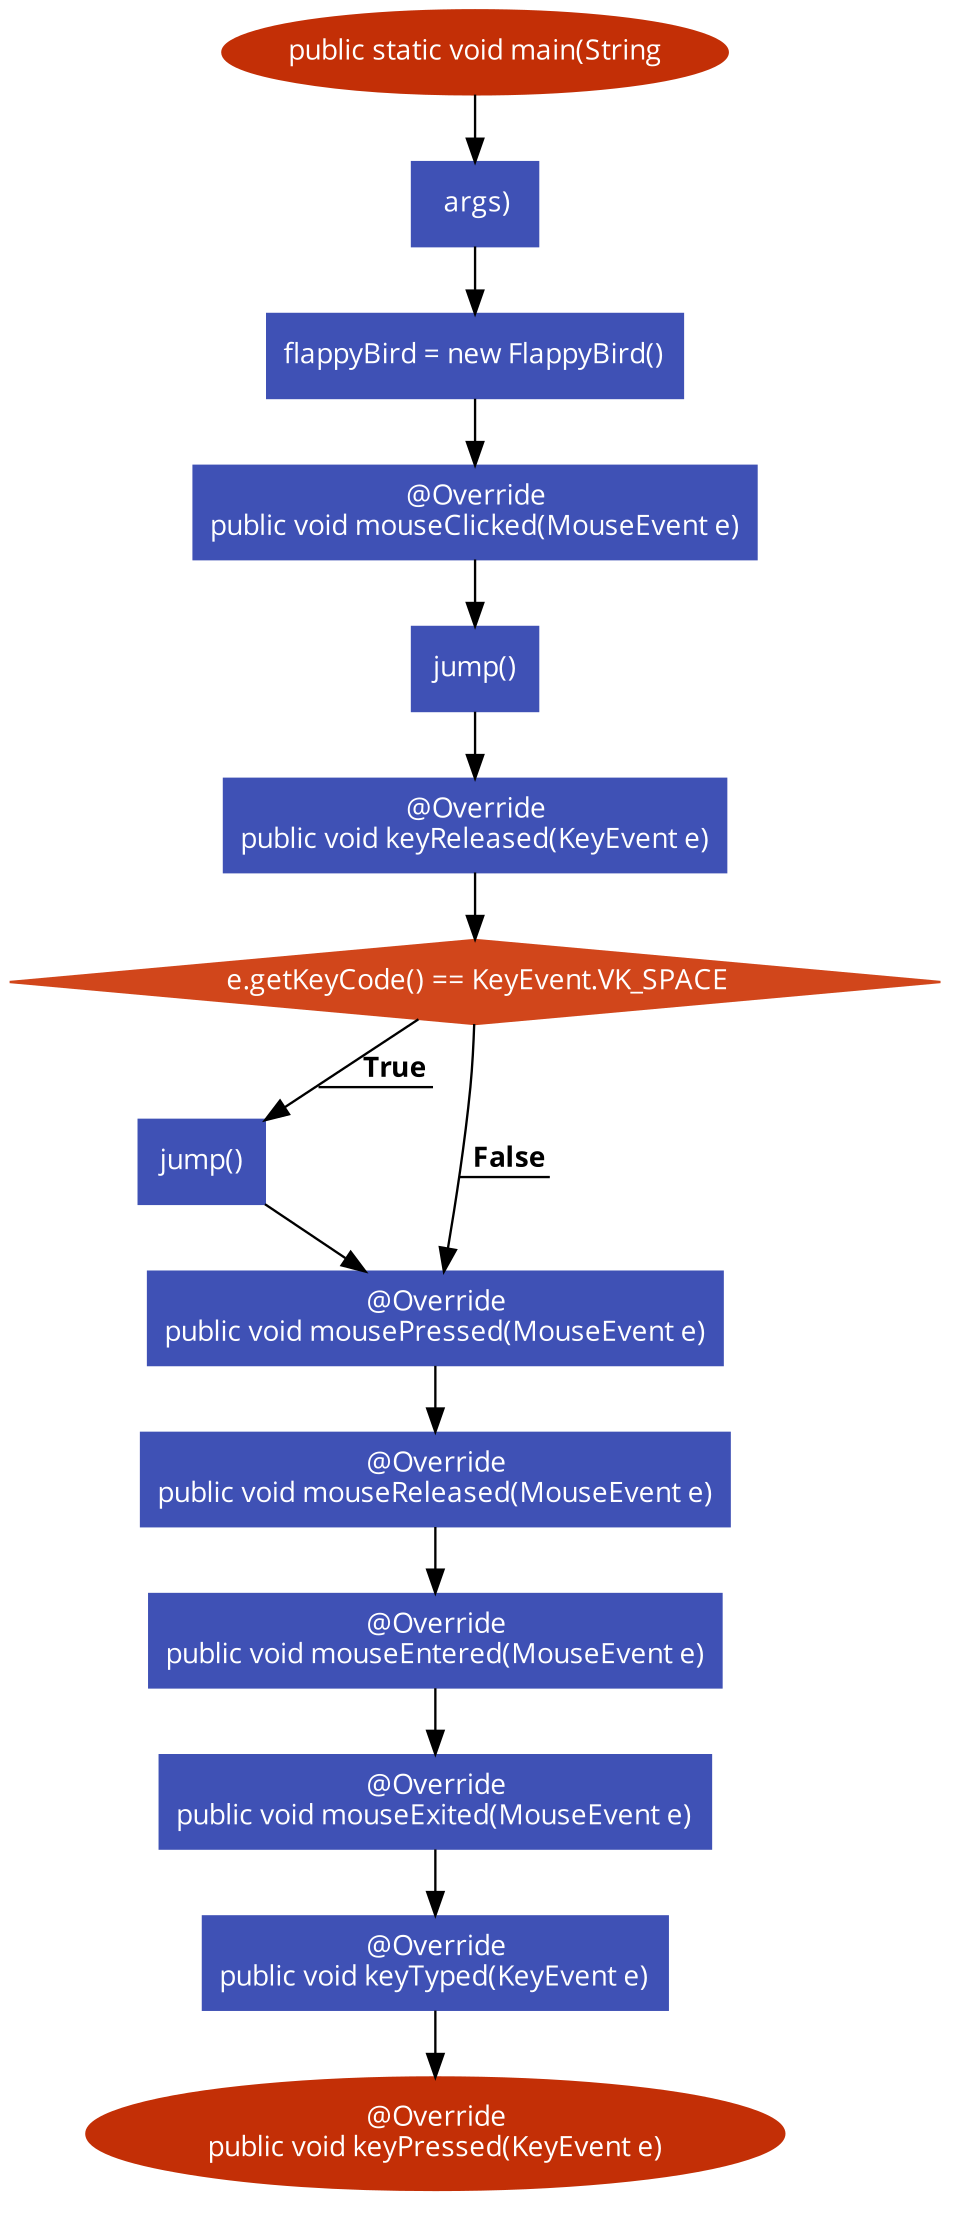 public static void main(String
args)
flappyBird = new FlappyBird()
@Override
public void mouseClicked(MouseEvent e)
jump()
@Override
public void keyReleased(KeyEvent e)
e.getKeyCode() == KeyEvent.VK_SPACE
True
jump()
False
@Override
public void mousePressed(MouseEvent e)
@Override
public void mouseReleased(MouseEvent e)
@Override
public void mouseEntered(MouseEvent e)
@Override
public void mouseExited(MouseEvent e)
@Override
public void keyTyped(KeyEvent e)
@Override
public void keyPressed(KeyEvent e)